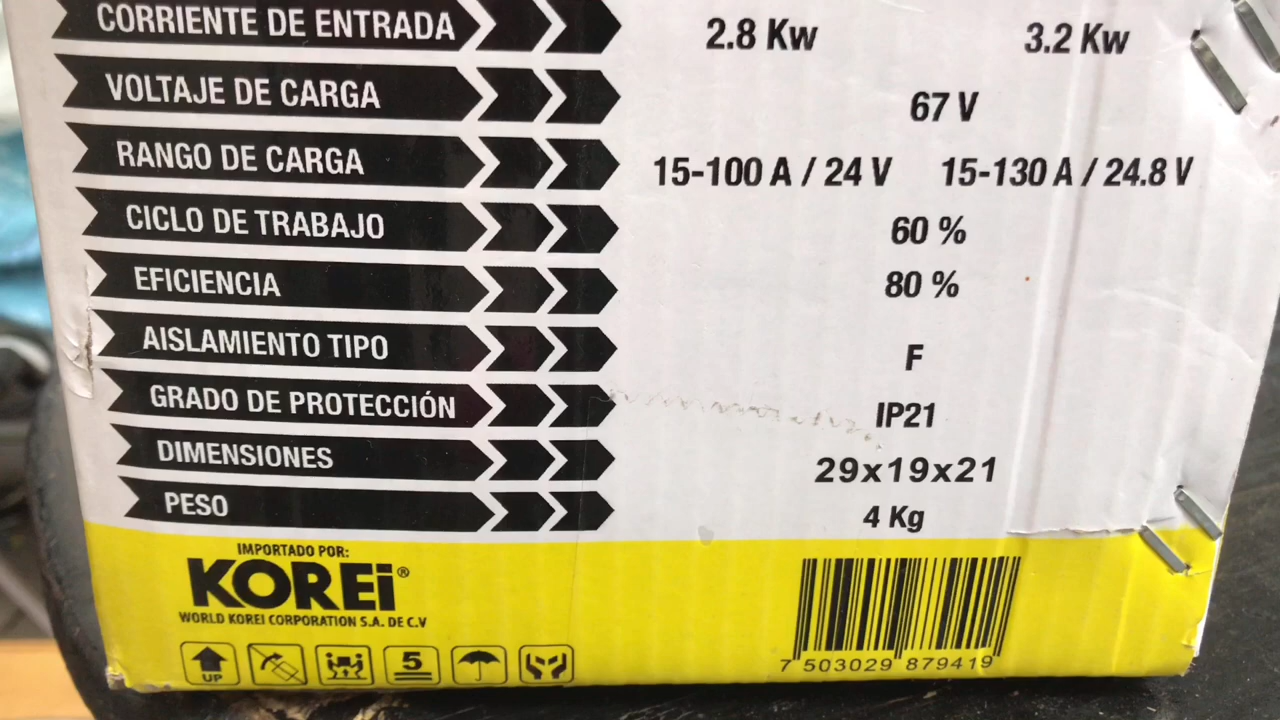 CORRIENTE DE ENTRADA 2.8 Kw 3.2 Kw
VOLTAJE DE CARGA 67 V
RANGO DE CARGA 15-100 A / 24 V 15-130 A / 24.8 V
CICLO DE TRABAJO 60 %
EFICIENCIA 80 %
AISLAMIENTO TIPO F
GRADO DE PROTECCIÓN IP21
DIMENSIONES 29x19x21
PESO 4 Kg
IMPORTADO POR:
KOREi®
WORLD KOREI CORPORATION S.A. DE C.V
UP 5
7 503029 879419